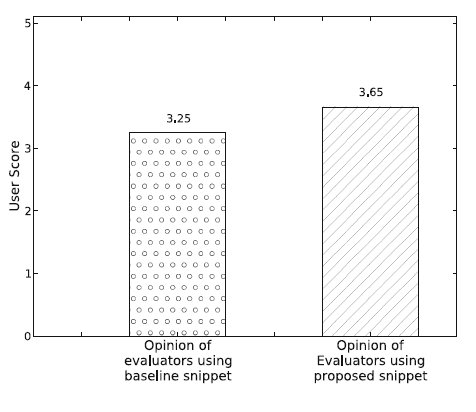 5
4
3
2
1
0
User Score
3.25
3.65
Opinion of
evaluators using
baseline snippet
Opinion of
Evaluators using
proposed snippet